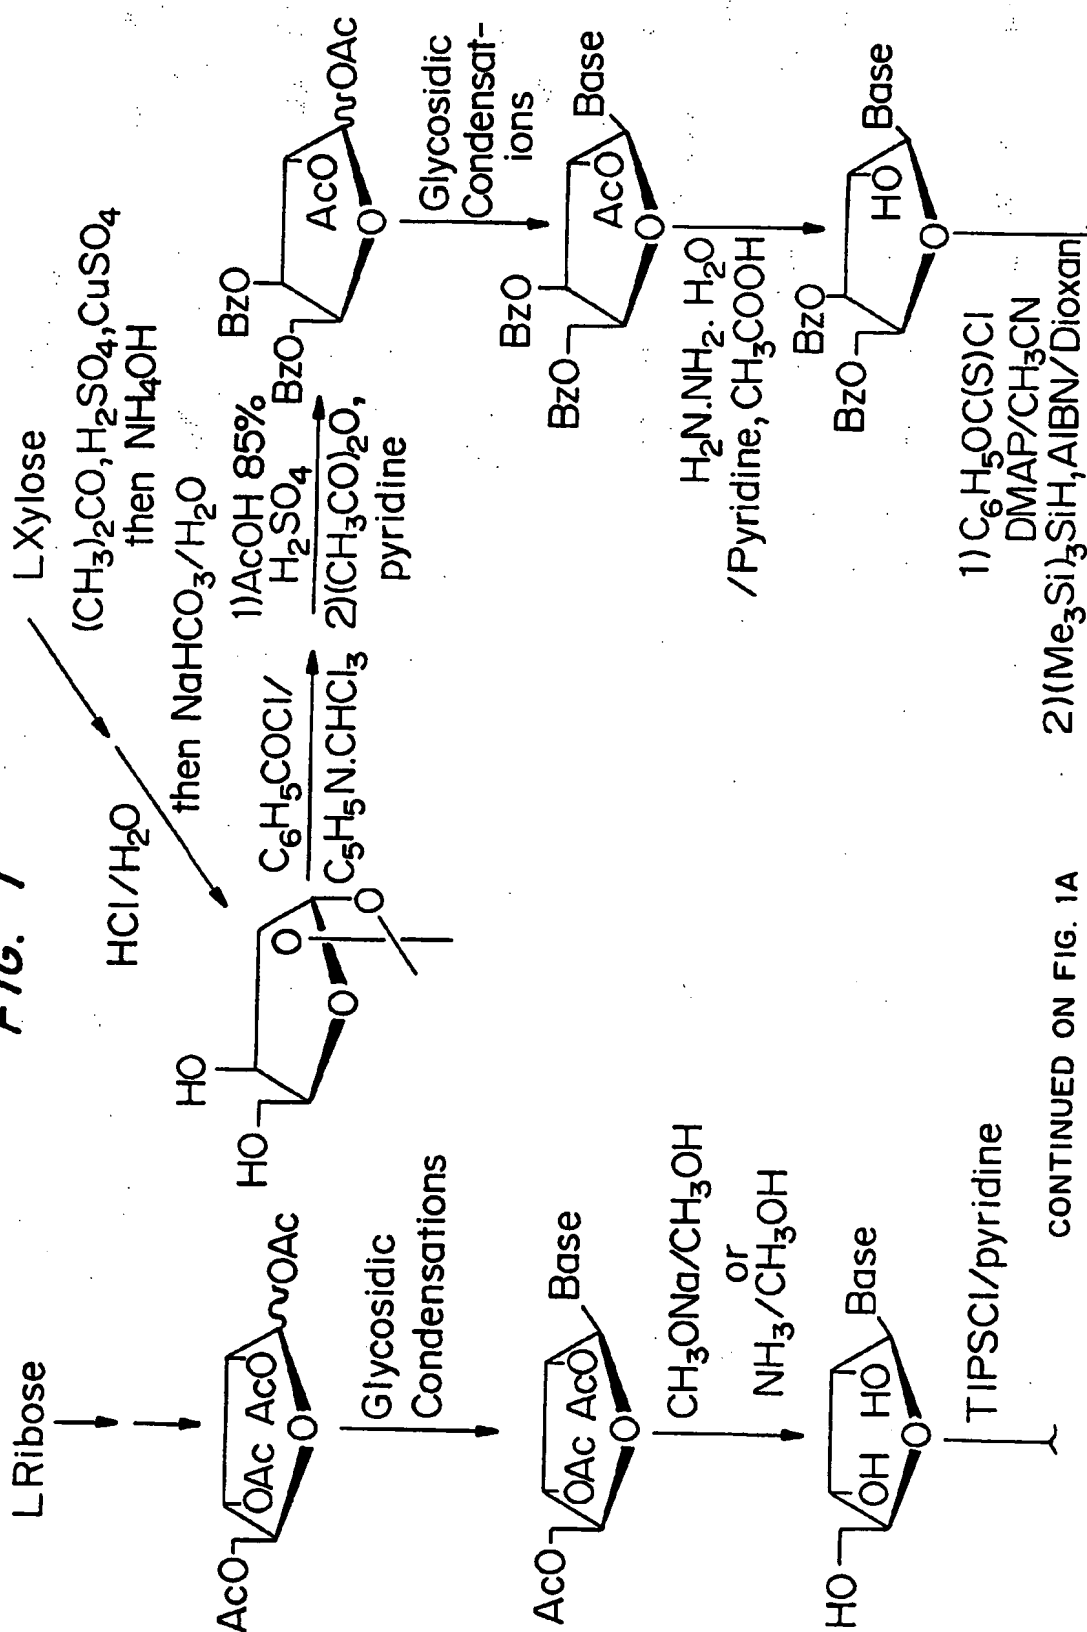 FIG. 1
L Ribose
AcO
OAc AcO
OAc
O
Glycosidic
Condensations
AcO
OAc AcO
Base
O
CH3ONa/CH3OH
or
NH3/CH3OH
HO
OH HO
Base
O
TIPSCl/pyridine
L Xylose
(CH3)2CO, H2SO4, CuSO4
then NH4OH
HCl/H2O
then NaHCO3/H2O
HO
HO
O
O
O
C6H5COCl/
C5H5N.CHCl3
1)AcOH 85%
H2SO4
2)(CH3CO)2O,
pyridine
BzO
BzO
AcO
OAc
O
Glycosidic
Condensat-
ions
BzO
BzO
AcO
Base
O
H2N.NH2. H2O
/Pyridine, CH3COOH
BzO
BzO
HO
Base
O
1) C6H5OC(S)Cl
DMAP/CH3CN
2)(Me3Si)3SiH, AIBN/Dioxan
CONTINUED ON FIG. 1A